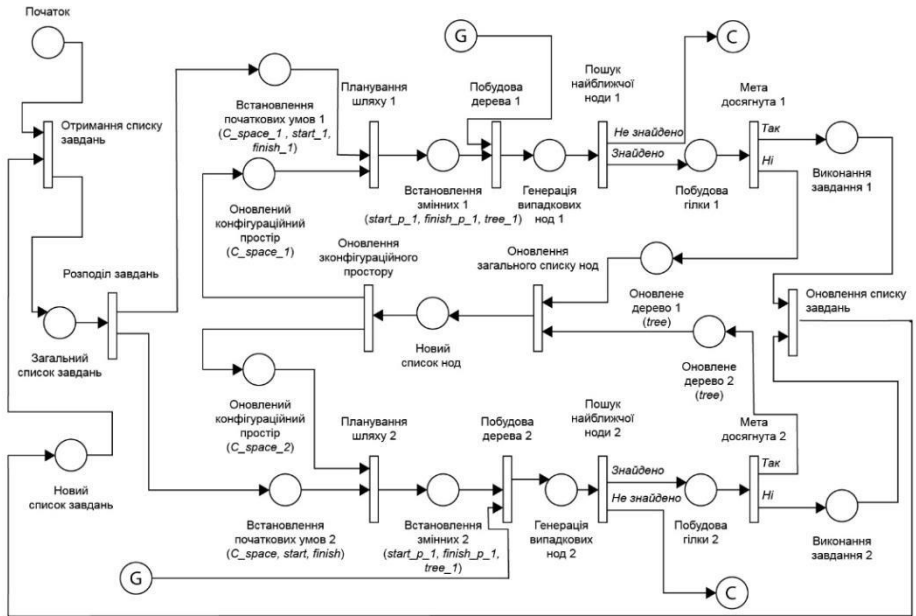 Початок
G
C
Отримання списку
завдань
Встановлення
початкових умов 1
(C_space_1 , start_1,
finish_1)
Планування
шляху 1
Побудова
дерева 1
Пошук
найближчої
ноди 1
Не знайдено
Знайдено
Мета
досягнута 1
Так
Ні
Встановлення
змінних 1
(start_p_1, finish_p_1, tree_1)
Генерація
випадкових
нод 1
Побудова
гілки 1
Виконання
завдання 1
Оновлений
конфігураційний
простір
(C_space_1)
Розподіл завдань
Оновлення
зконфігураційного
простору
Оновлення
загального списку нод
Оновлене
дерево 1
(tree)
Оновлення списку
завдань
Загальний
список завдань
Новий
список нод
Оновлене
дерево 2
(tree)
Оновлений
конфігураційний
простір
(C_space_2)
Планування
шляху 2
Побудова
дерева 2
Пошук
найближчої
ноди 2
Знайдено
Не знайдено
Мета
досягнута 2
Так
Ні
Новий
список завдань
Встановлення
початкових умов 2
(C_space, start, finish)
Встановлення
змінних 2
(start_p_1, finish_p_1,
tree_1)
Генерація
випадкових
нод 2
Побудова
гілки 2
Виконання
завдання 2
G
C